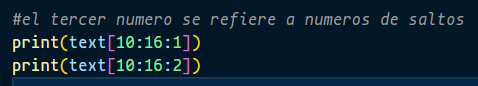 #el tercer numero se refiere a numeros de saltos
print(text[10:16:1])
print(text[10:16:2])